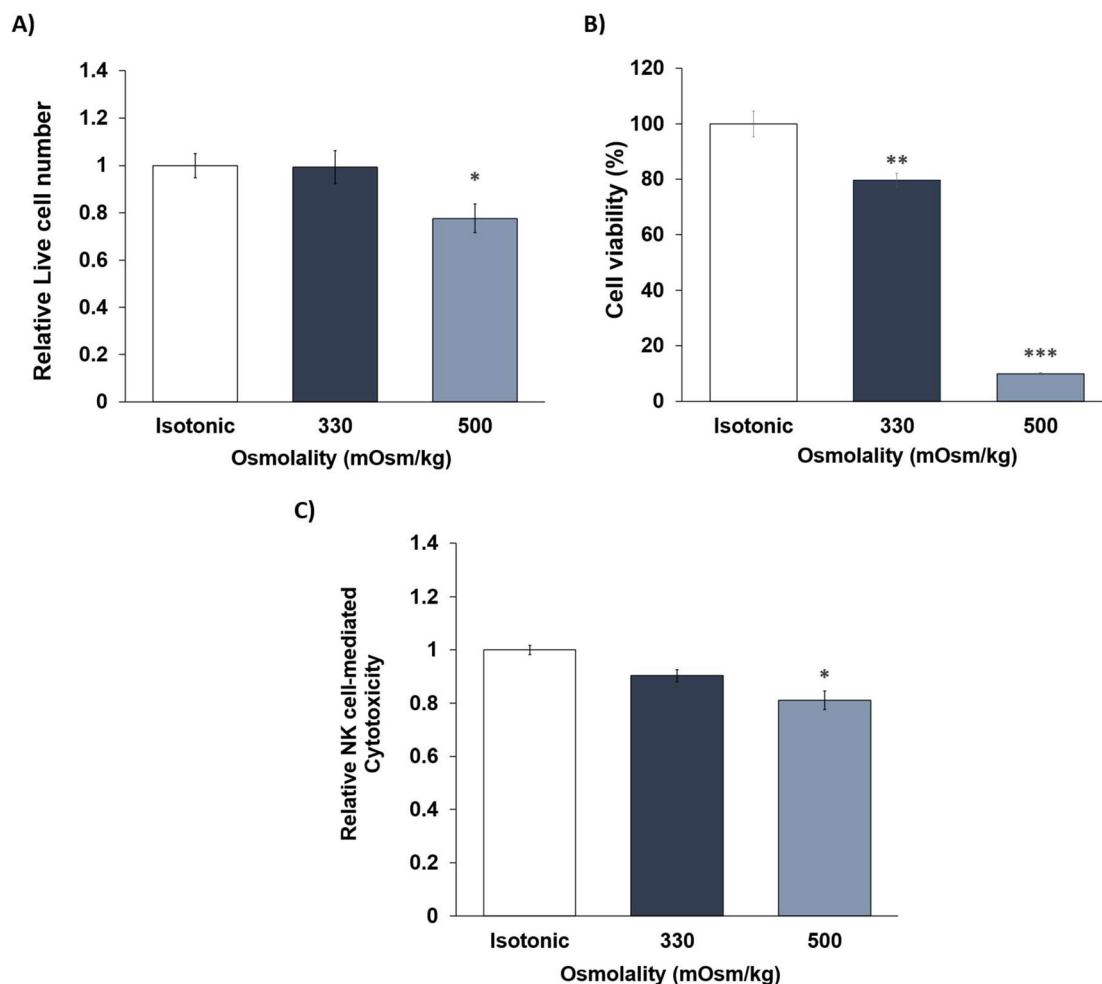 A)
Relative Live cell number
1.4
1.2
1
0.8
0.6
0.4
0.2
0
*
Isotonic 330 500
Osmolality (mOsm/kg)
B)
Cell viability (%)
120
100
80
60
40
20
0
**
***
Isotonic 330 500
Osmolality (mOsm/kg)
C)
Relative NK cell-mediated
Cytotoxicity
1.4
1.2
1
0.8
0.6
0.4
0.2
0
*
Isotonic 330 500
Osmolality (mOsm/kg)